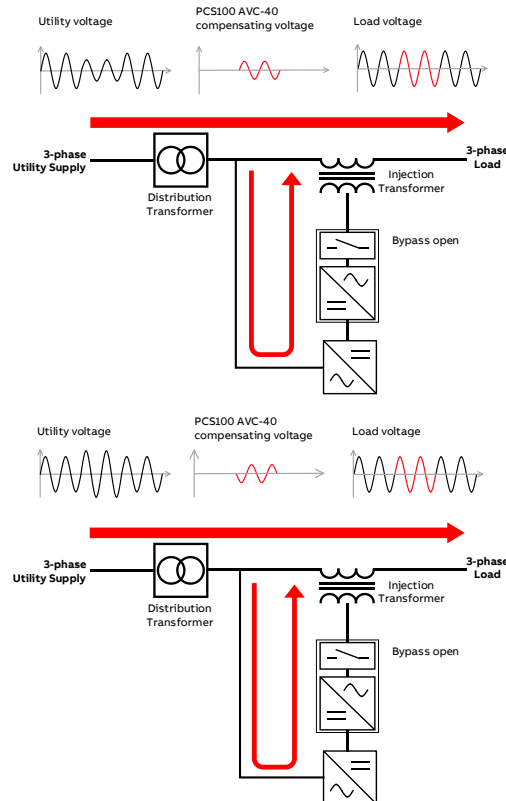 Utility voltage
PCS100 AVC-40
compensating voltage
Load voltage
3-phase
Utility Supply
Distribution
Transformer
3-phase
Load
Injection
Transformer
Bypass open
Utility voltage
PCS100 AVC-40
compensating voltage
Load voltage
3-phase
Utility Supply
Distribution
Transformer
3-phase
Load
Injection
Transformer
Bypass open